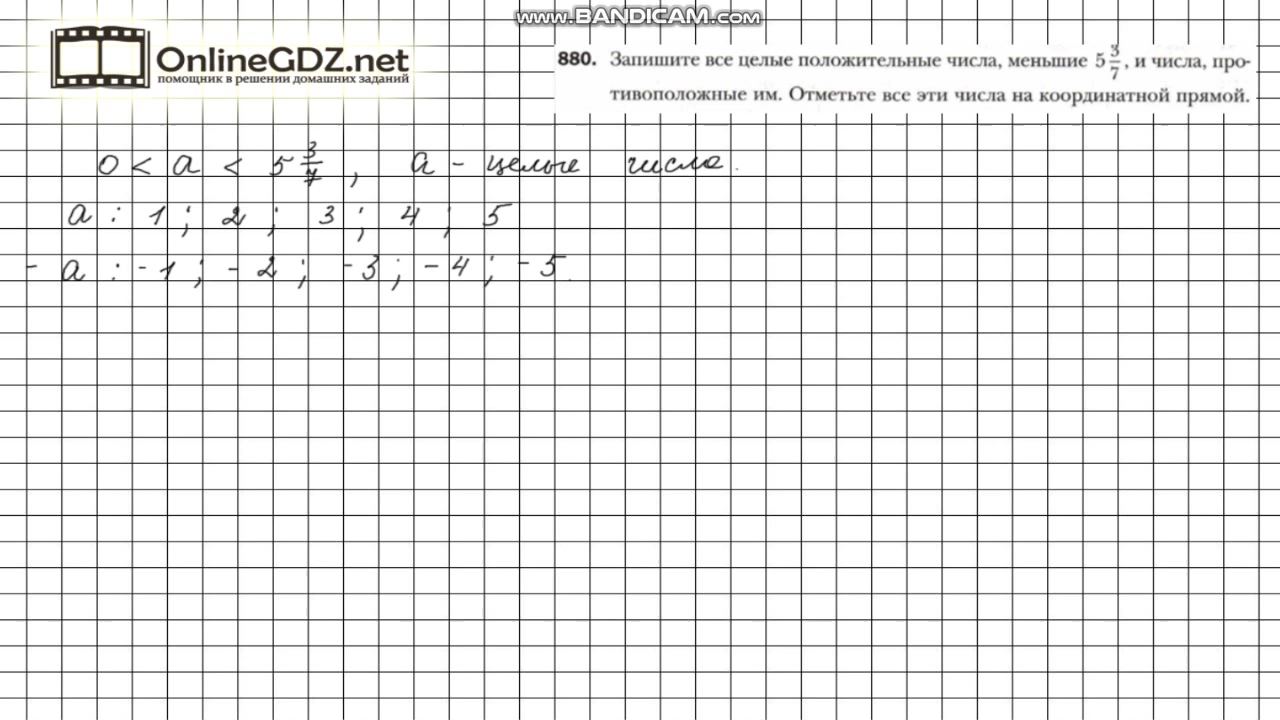 www.BANDICAM.com
OnlineGDZ.net
помощник в решении домашних заданий
880. Запишите все целые положительные числа, меньшие 5 3/7, и числа, про-
тивоположные им. Отметьте все эти числа на координатной прямой.
0 < a < 5 3/7 , a - целые числа.
a : 1 ; 2 ; 3 ; 4 ; 5
- a : - 1 ; - 2 ; - 3 ; - 4 ; - 5.